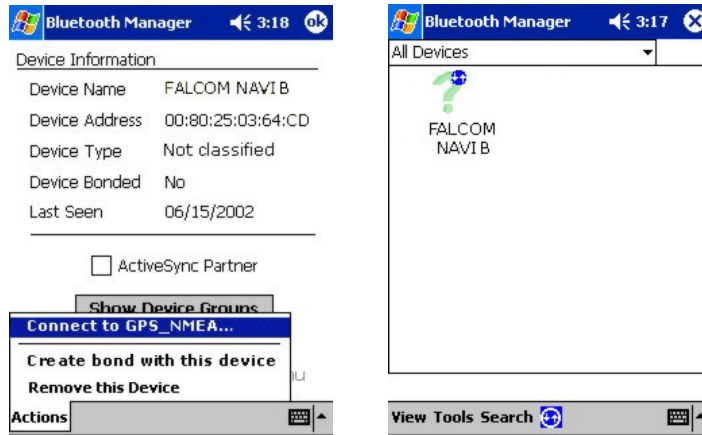 Bluetooth Manager 3:18 ok
Device Information
Device Name FALCOM NAVI B
Device Address 00:80:25:03:64:CD
Device Type Not classified
Device Bonded No
Last Seen 06/15/2002
ActiveSync Partner
Show Device Groups
Connect to GPS_NMEA...
Create bond with this device
Remove this Device
Actions
Bluetooth Manager 3:17
All Devices
FALCOM
NAVI B
View Tools Search